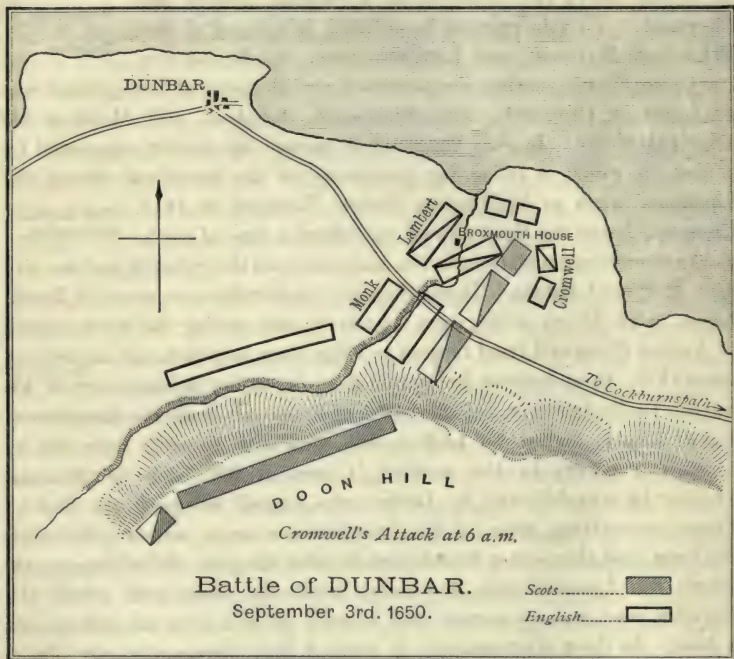 DUNBAR
Lambert
BROXMOUTH HOUSE
Cromwell
Monk
To Cockburnspath
DOON HILL
Cromwell's Attack at 6 a.m.
Battle of DUNBAR.
September 3rd. 1650.
Scots
English